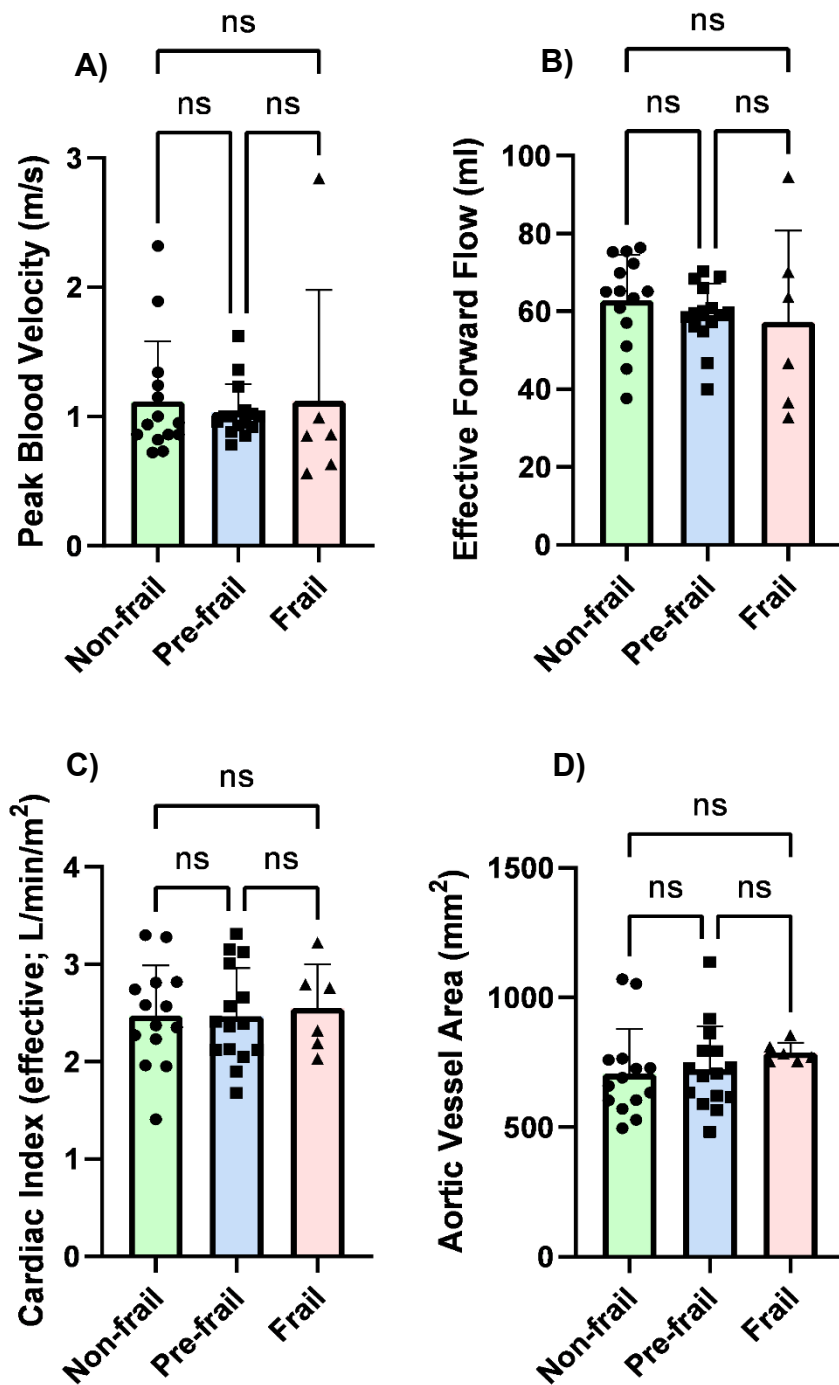 A)
ns
ns
ns
Peak Blood Velocity (m/s)
3
2
1
0
Non-frail
Pre-frail
Frail
B)
ns
ns
ns
Effective Forward Flow (ml)
100
80
60
40
20
0
Non-frail
Pre-frail
Frail
C)
ns
ns
ns
Cardiac Index (effective; L/min/m²)
4
3
2
1
0
Non-frail
Pre-frail
Frail
D)
ns
ns
ns
Aortic Vessel Area (mm²)
1500
1000
500
0
Non-frail
Pre-frail
Frail